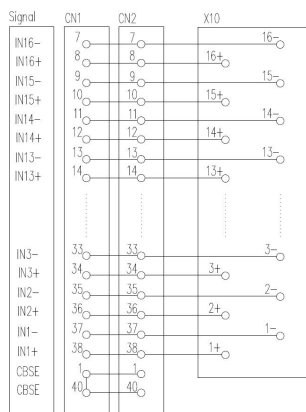 Signal CN1 CN2 X10
IN16- 7 7 16-
IN16+ 8 8 16+
IN15- 9 9 15-
IN15+ 10 10 15+
IN14- 11 11 14-
IN14+ 12 12 14+
IN13- 13 13 13-
IN13+ 14 14 13+
IN3- 33 33 3-
IN3+ 34 34 3+
IN2- 35 35 2-
IN2+ 36 36 2+
IN1- 37 37 1-
IN1+ 38 38 1+
CBSE 1 1
CBSE 40 40